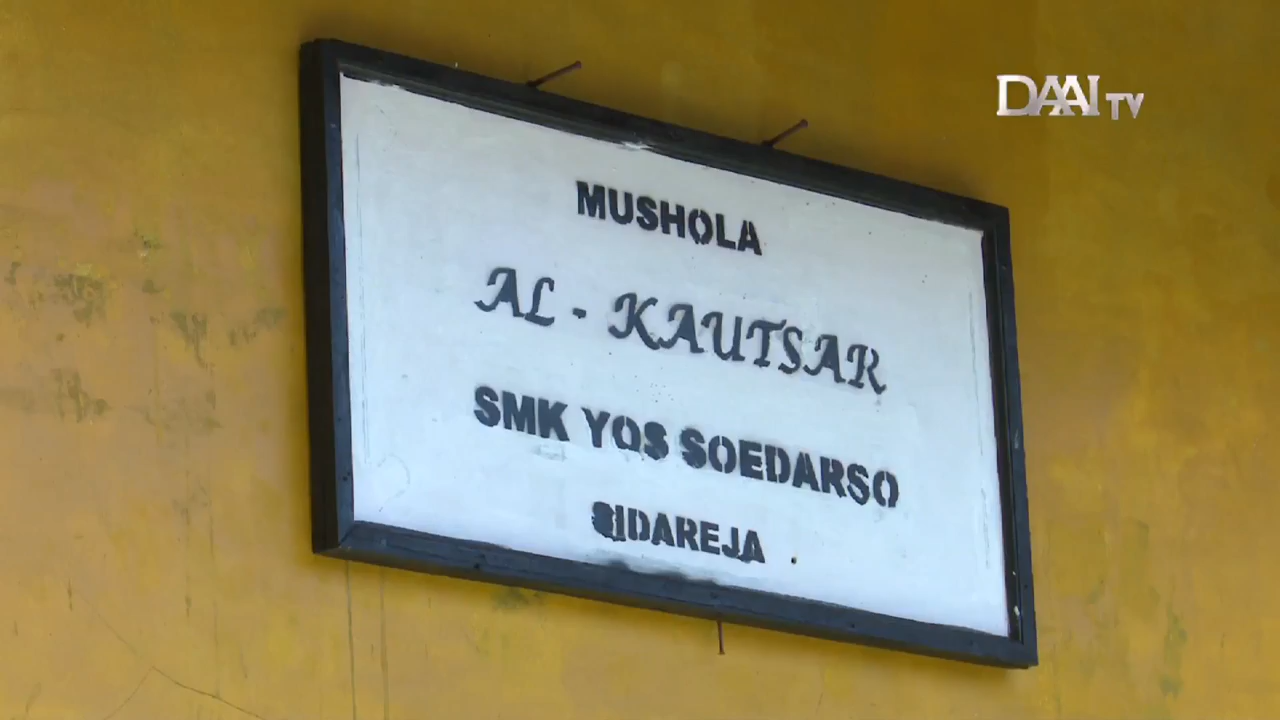 DAAI TV
MUSHOLA
AL - KAUTSAR
SMK YOS SOEDARSO
SIDAREJA